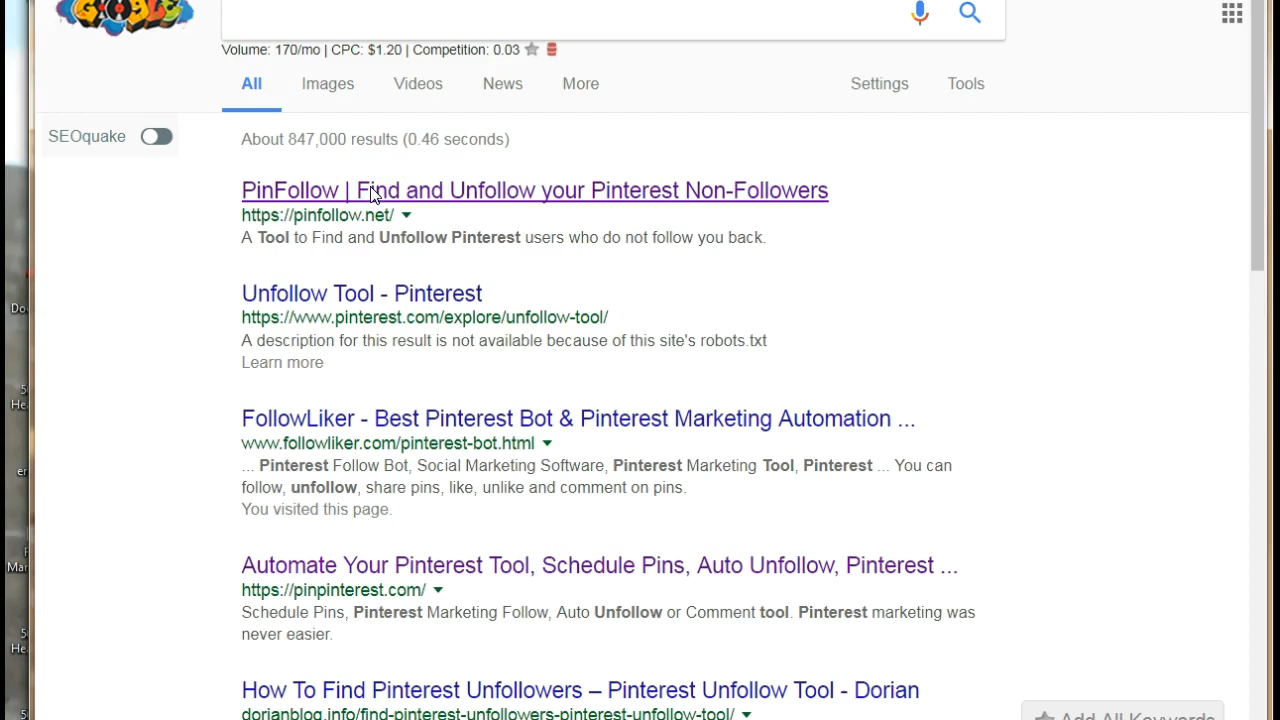 GOOGLE
Volume: 170/mo | CPC: $1.20 | Competition: 0.03
All Images Videos News More Settings Tools
SEOquake
About 847,000 results (0.46 seconds)
PinFollow | Find and Unfollow your Pinterest Non-Followers
https://pinfollow.net/
A Tool to Find and Unfollow Pinterest users who do not follow you back.
Unfollow Tool - Pinterest
https://www.pinterest.com/explore/unfollow-tool/
A description for this result is not available because of this site's robots.txt
Learn more
FollowLiker - Best Pinterest Bot & Pinterest Marketing Automation ...
www.followliker.com/pinterest-bot.html
... Pinterest Follow Bot, Social Marketing Software, Pinterest Marketing Tool, Pinterest ... You can
follow, unfollow, share pins, like, unlike and comment on pins.
You visited this page.
Automate Your Pinterest Tool, Schedule Pins, Auto Unfollow, Pinterest ...
https://pinpinterest.com/
Schedule Pins, Pinterest Marketing Follow, Auto Unfollow or Comment tool. Pinterest marketing was
never easier.
How To Find Pinterest Unfollowers – Pinterest Unfollow Tool - Dorian
dorianblog.info/find-pinterest-unfollowers-pinterest-unfollow-tool/
Add All Keywords